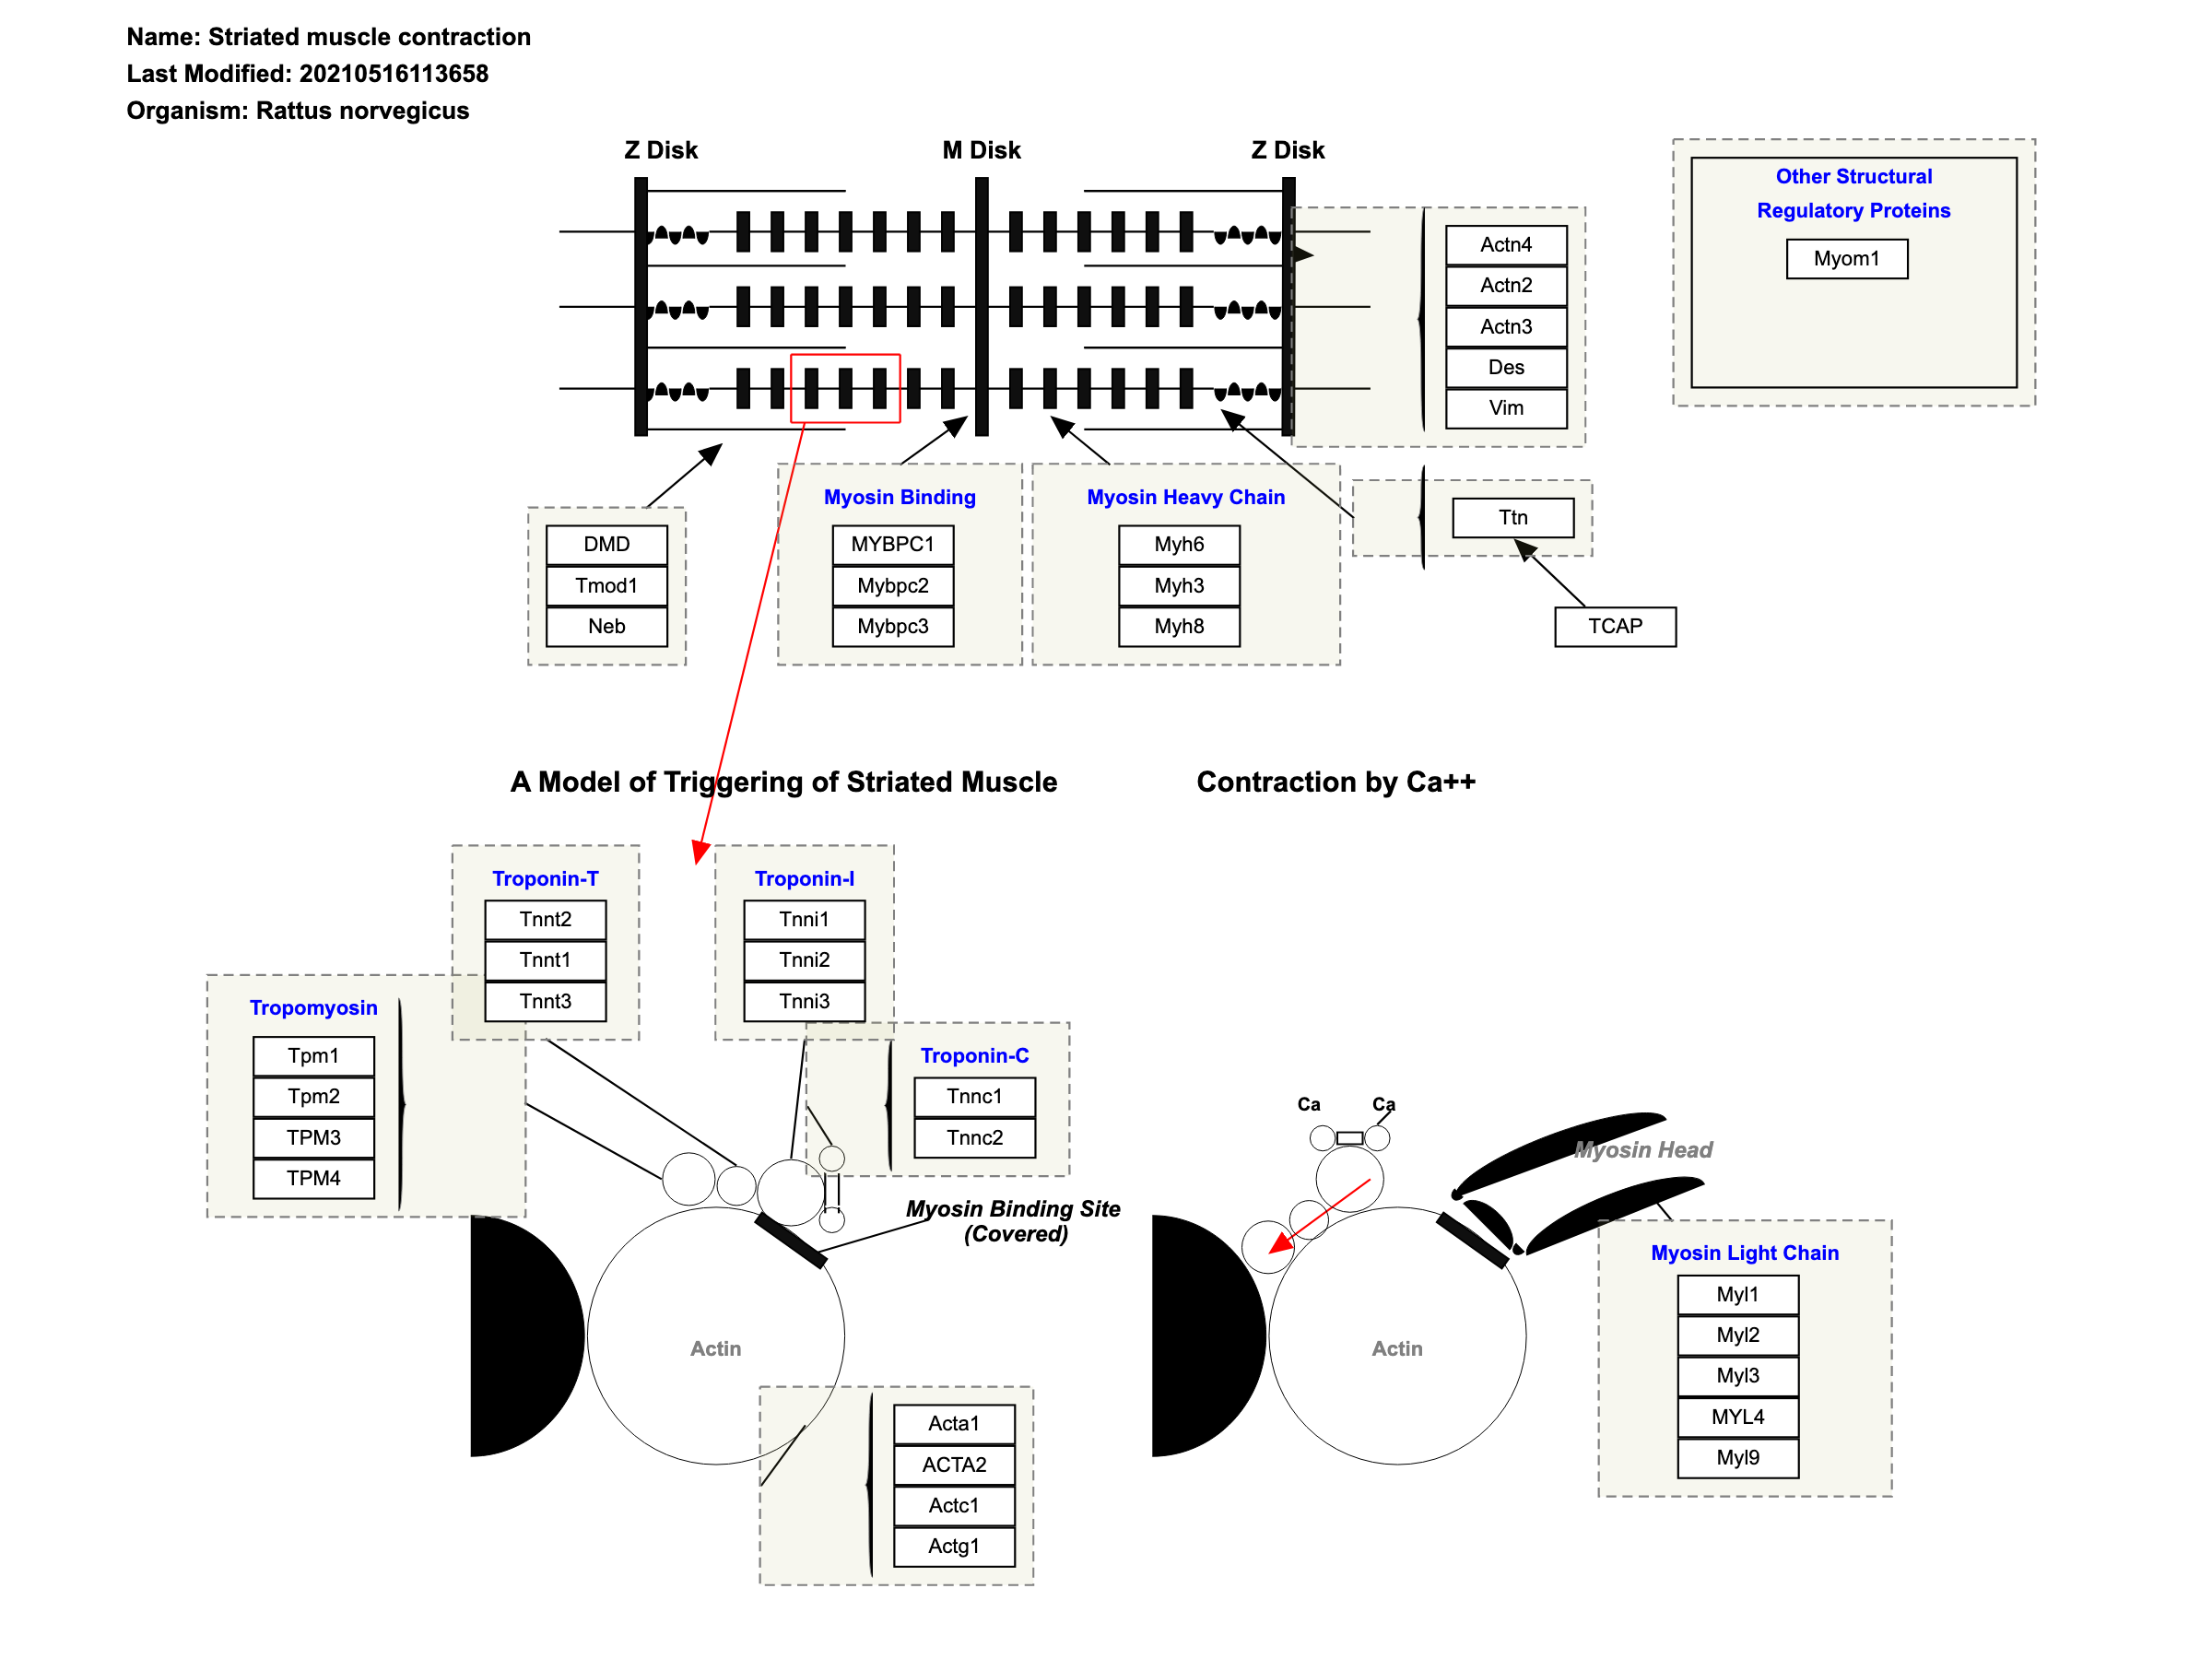 Name: Striated muscle contraction
Last Modified: 20210516113658
Organism: Rattus norvegicus
Z Disk
M Disk
Z Disk
Other Structural
Regulatory Proteins
Myom1
Actn4
Actn2
Actn3
Des
Vim
DMD
Tmod1
Neb
Myosin Binding
MYBPC1
Mybpc2
Mybpc3
Myosin Heavy Chain
Myh6
Myh3
Myh8
Ttn
TCAP
A Model of Triggering of Striated Muscle
Contraction by Ca++
Troponin-T
Tnnt2
Tnnt1
Tnnt3
Troponin-I
Tnni1
Tnni2
Tnni3
Tropomyosin
Tpm1
Tpm2
TPM3
TPM4
Troponin-C
Tnnc1
Tnnc2
Myosin Binding Site
(Covered)
Actin
Acta1
ACTA2
Actc1
Actg1
Ca
Ca
Myosin Head
Actin
Myosin Light Chain
Myl1
Myl2
Myl3
MYL4
Myl9